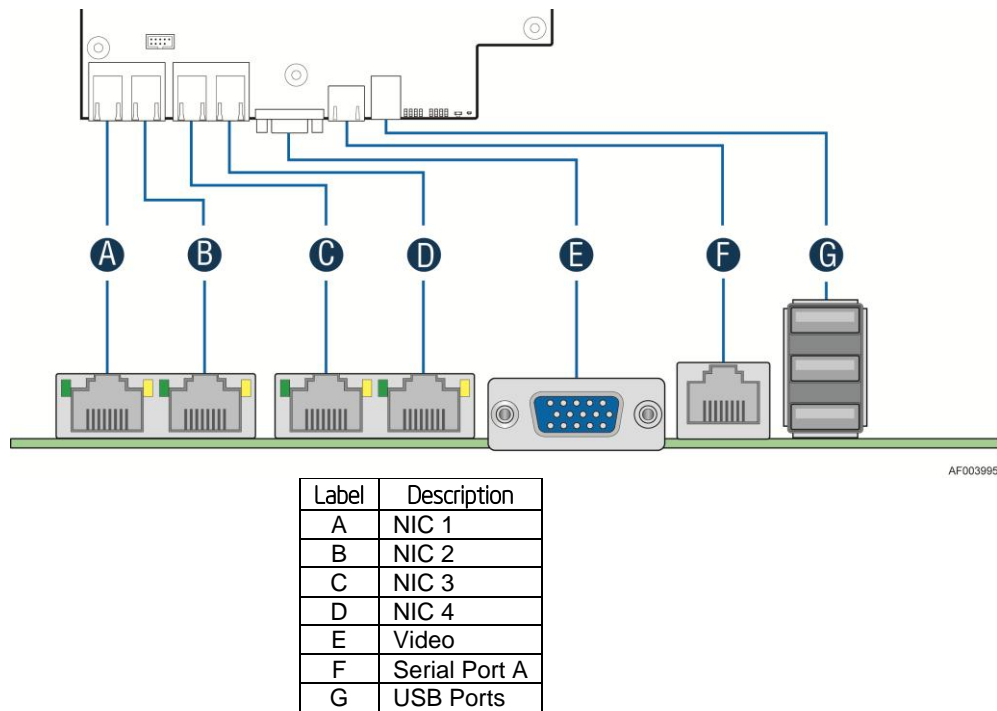 A B C D E F G
AF003995
Label Description
A NIC 1
B NIC 2
C NIC 3
D NIC 4
E Video
F Serial Port A
G USB Ports